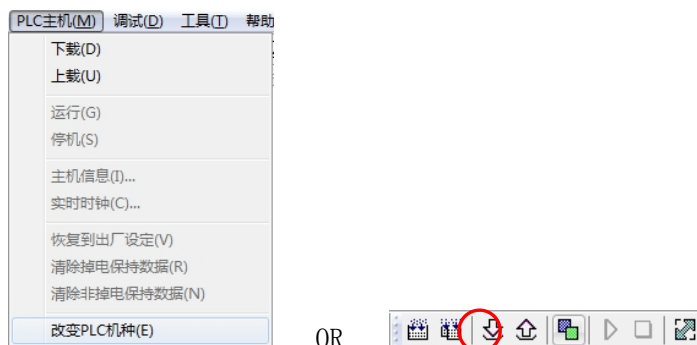 PLC主机(M) 调试(D) 工具(T) 帮助
下载(D)
上载(U)
运行(G)
停机(S)
主机信息(I)...
实时时钟(C)...
恢复到出厂设定(V)
清除掉电保持数据(R)
清除非掉电保持数据(N)
改变PLC机种(E)
OR